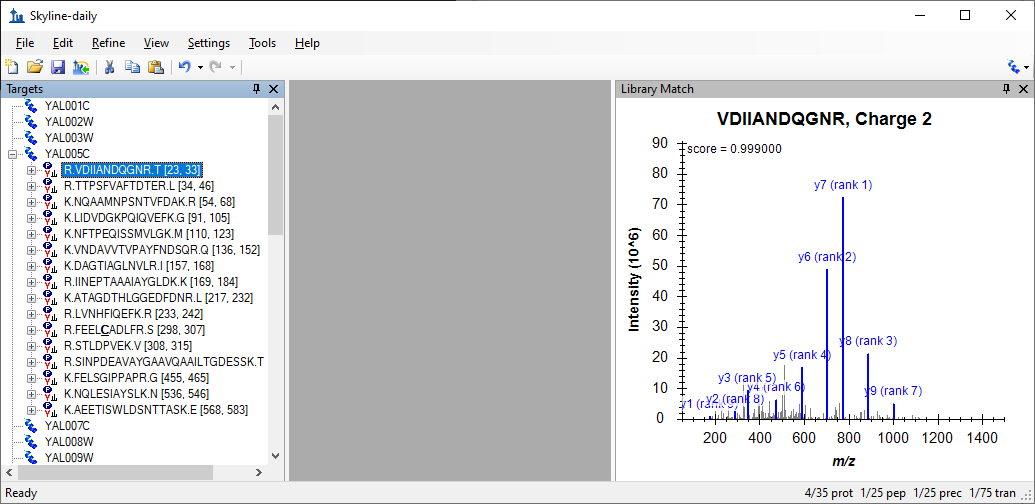 Skyline-daily
File Edit Refine View Settings Tools Help
Targets
YAL001C
YAL002W
YAL003W
YAL005C
R.VDIIANDQGNR.T [23, 33]
R.TTPSFVAFTDTER.L [34, 46]
K.NQAAMNPSNTVFDAK.R [54, 68]
K.LIDVDGKPQIQVEFK.G [91, 105]
K.NFTPEQISSMVLGK.M [110, 123]
K.VNDAVVTVPAYFNDSQR.Q [136, 152]
K.DAGTIAGLNVLR.I [157, 168]
R.IINEPTAAAIAYGLDK.K [169, 184]
K.ATAGDTHLGGEDFDNR.L [217, 232]
R.LVNHFIQEFK.R [233, 242]
R.FEELCADLFR.S [298, 307]
R.STLDPVEK.V [308, 315]
R.SINPDEAVAYGAAVQAAILTGDESSK.T
K.FELSGIPPAPR.G [455, 465]
K.NQLESIAYSLK.N [536, 546]
K.AEETISWLDSNTTASK.E [568, 583]
YAL007C
YAL008W
YAL009W
Library Match
VDIIANDQGNR, Charge 2
score = 0.999000
Intensity (10^6)
90
80
70
60
50
40
30
20
10
0
y7 (rank 1)
y6 (rank 2)
y8 (rank 3)
y5 (rank 4)
y3 (rank 5)
y4 (rank 6)
y9 (rank 7)
y2 (rank 8)
y1 (rank 9)
200 400 600 800 1000 1200 1400
m/z
Ready
4/35 prot 1/25 pep 1/25 prec 1/75 tran